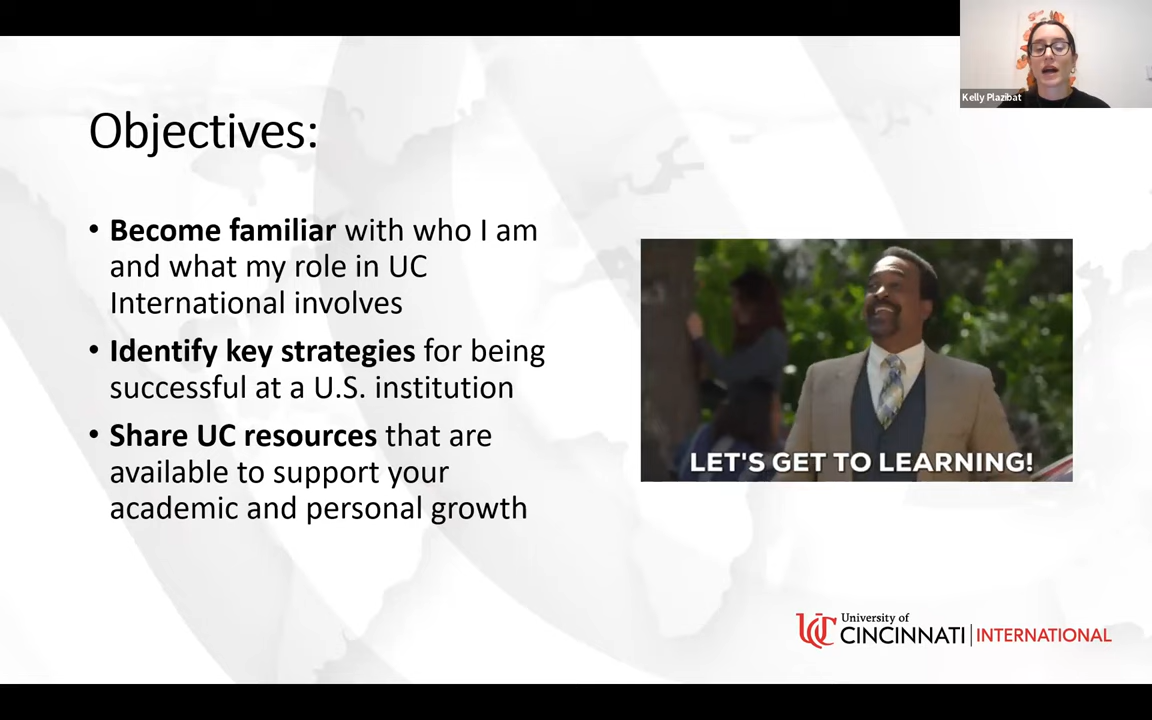 Kelly Plazibat
Objectives:
• Become familiar with who I am
and what my role in UC
International involves
• Identify key strategies for being
successful at a U.S. institution
• Share UC resources that are
available to support your
academic and personal growth
LET'S GET TO LEARNING!
UC University of
CINCINNATI | INTERNATIONAL